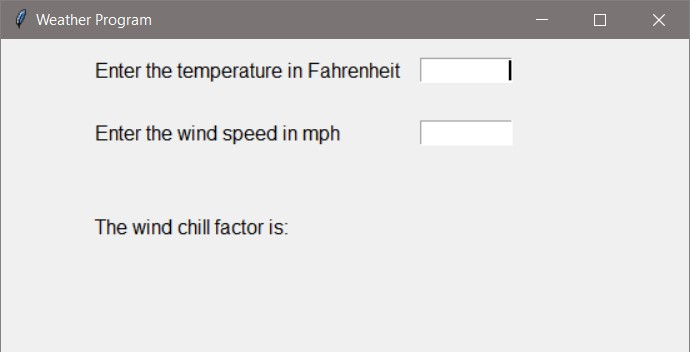 Weather Program
Enter the temperature in Fahrenheit
Enter the wind speed in mph
The wind chill factor is: